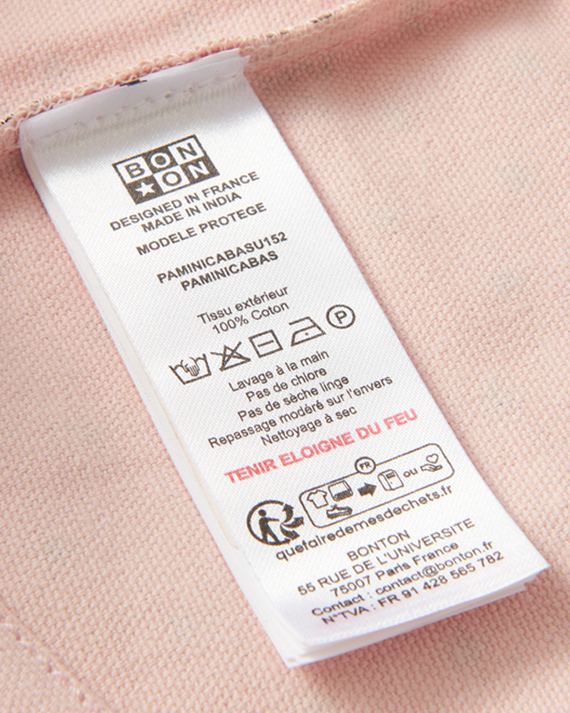 BON
ON
DESIGNED IN FRANCE
MADE IN INDIA
MODELE PROTEGE
PAMINICABASU152
PAMINICABAS
Tissu extérieur
100% Coton
P
Lavage à la main
Pas de chlore
Pas de sèche linge
Repassage modéré sur l'envers
Nettoyage à sec
TENIR ELOIGNE DU FEU
FR
ou
quefairedemesdechets.fr
BONTON
55 RUE DE L'UNIVERSITE
75007 Paris France
Contact : contact@bonton.fr
N°TVA : FR 91 428 565 782